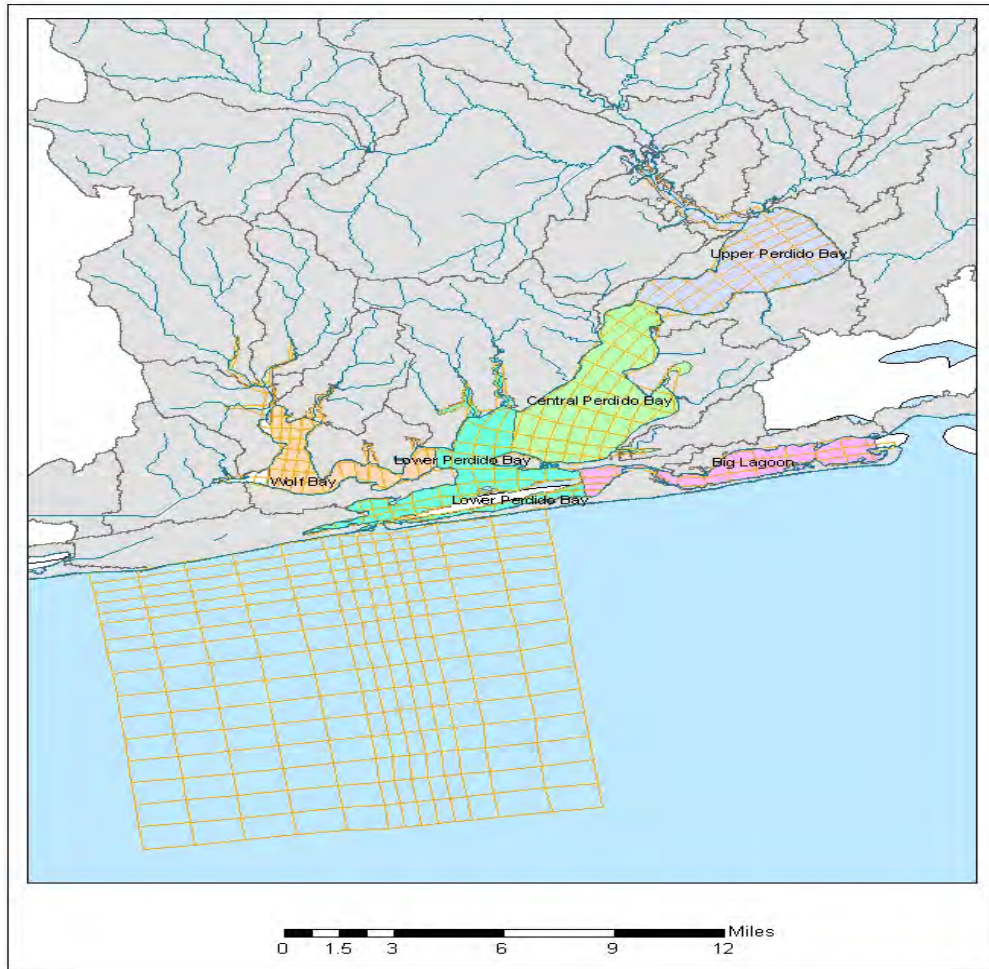 Upper Perdido Bay
Central Perdido Bay
Lower Perdido Bay
Big Lagoon
Wolf Bay
Lower Perdido Bay
Miles
0 1.5 3 6 9 12